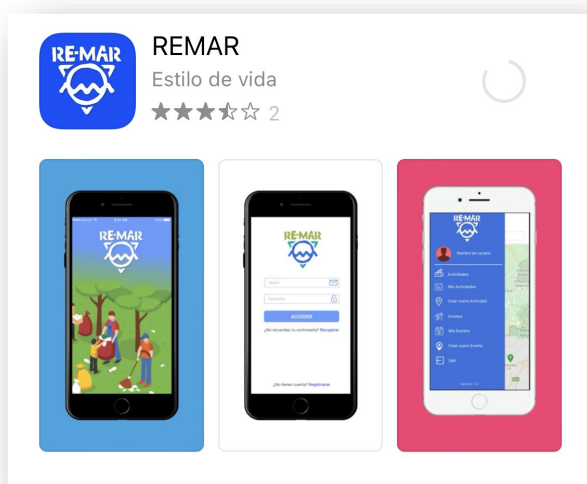 RE-MAR
REMAR
Estilo de vida
2
RE-MAR
RE-MAR
ACCEDER
¿No recuerdas tu contraseña? Recuperar
¿No tienes cuenta? Registrarse
RE-MAR
Nombre de usuario
Actividades
Mis Actividades
Crear nueva Actividad
Eventos
Mis Eventos
Crear nuevo Evento
Salir